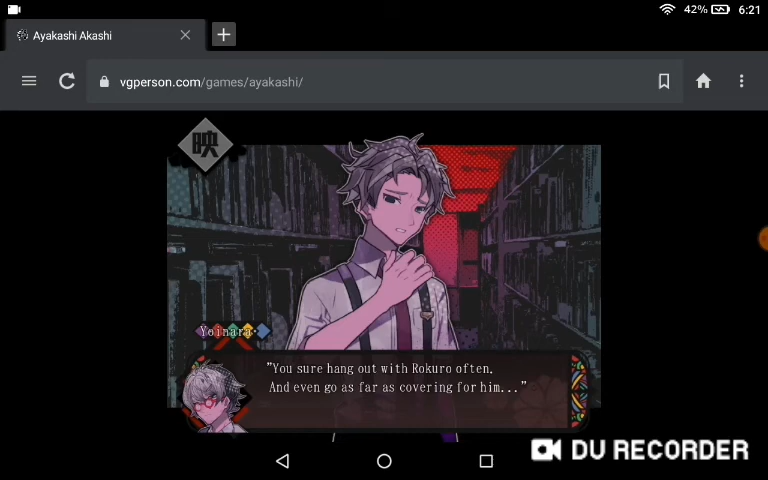 42% 6:21
Ayakashi Akashi
vgperson.com/games/ayakashi/
映
Yoinara
"You sure hang out with Rokuro often.
And even go as far as covering for him..."
DU RECORDER